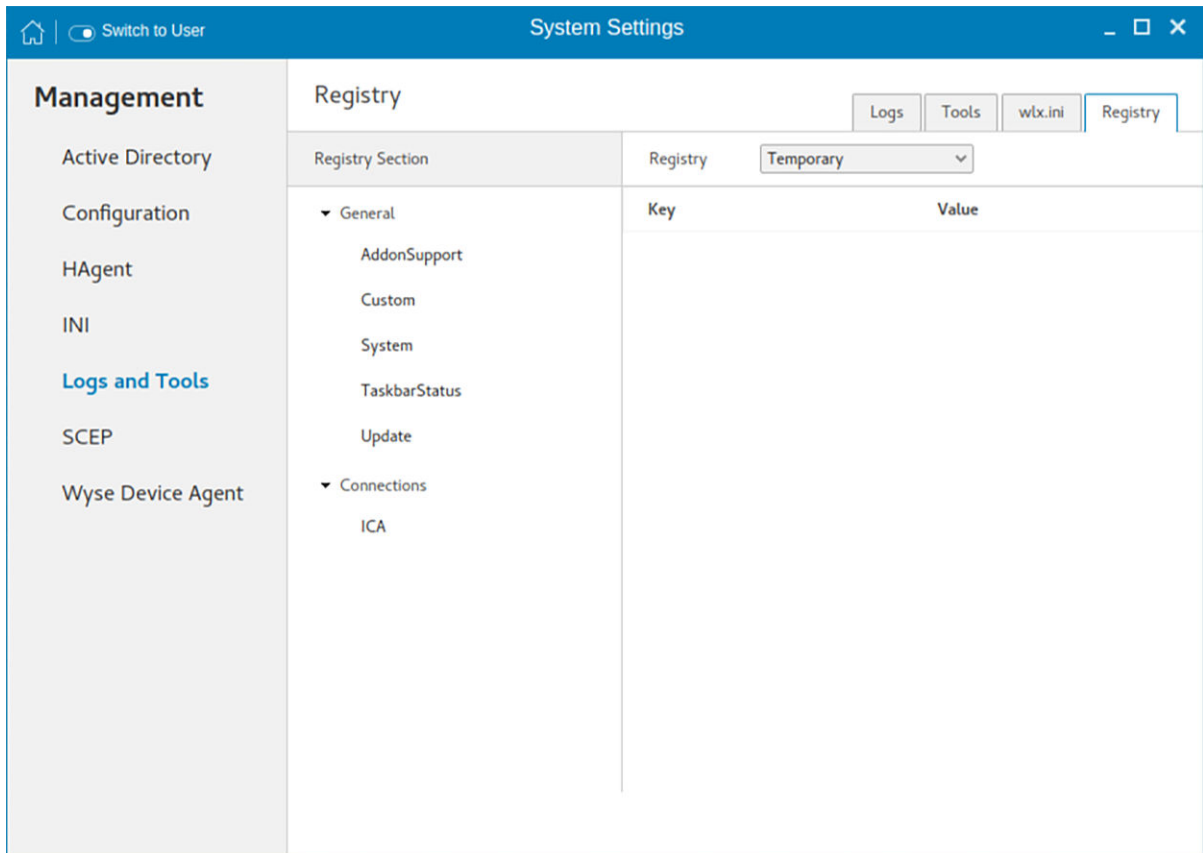 Switch to User
System Settings
Management
Active Directory
Configuration
HAgent
INI
Logs and Tools
SCEP
Wyse Device Agent
Registry
Logs
Tools
wlx.ini
Registry
Registry Section
Registry
Temporary
General
AddonSupport
Custom
System
TaskbarStatus
Update
Connections
ICA
Key
Value